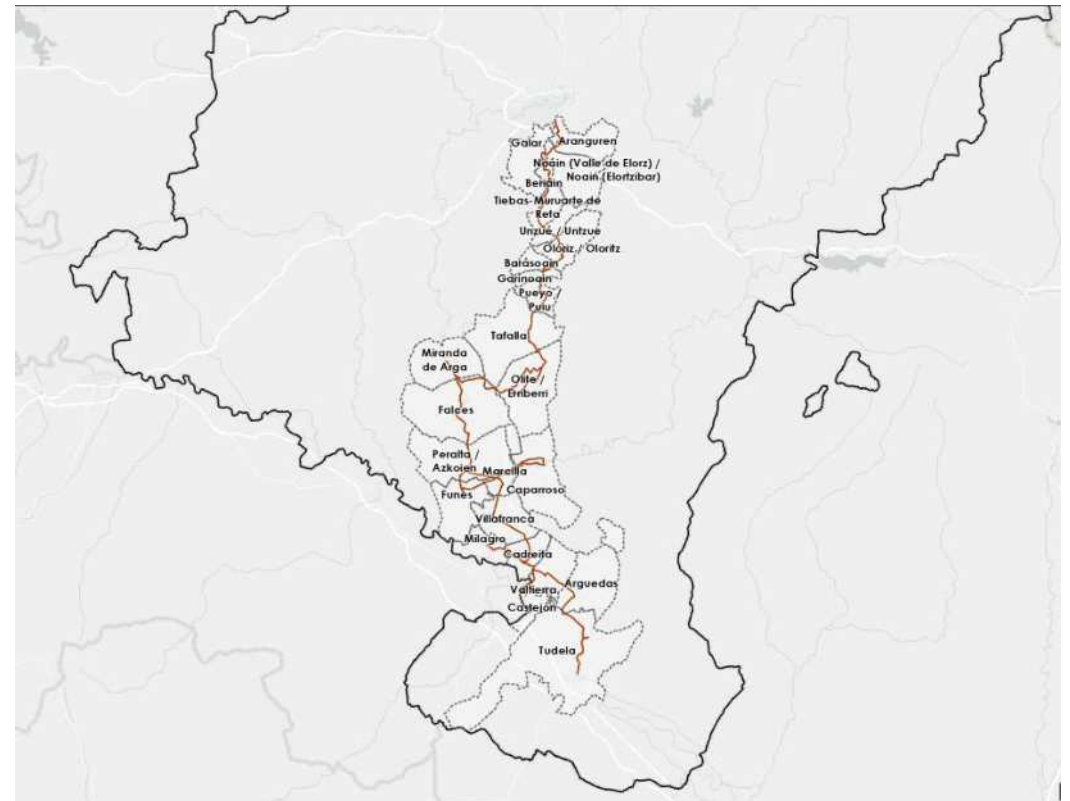 Galar
Aranguren
Noáin (Valle de Elorz) /
Noain (Elortzibar)
Beriáin
Tiebas-Muruarte de
Reta
Unzué / Untzue
Oloriz / Oloritz
Barásoain
Garínoain
Pueyo /
Puiu
Tafalla
Miranda
de Arga
Olite /
Erriberri
Falces
Peralta /
Azkoien
Marcilla
Funes
Caparroso
Villafranca
Milagro
Cadreita
Valtierra
Arguedas
Castejón
Tudela